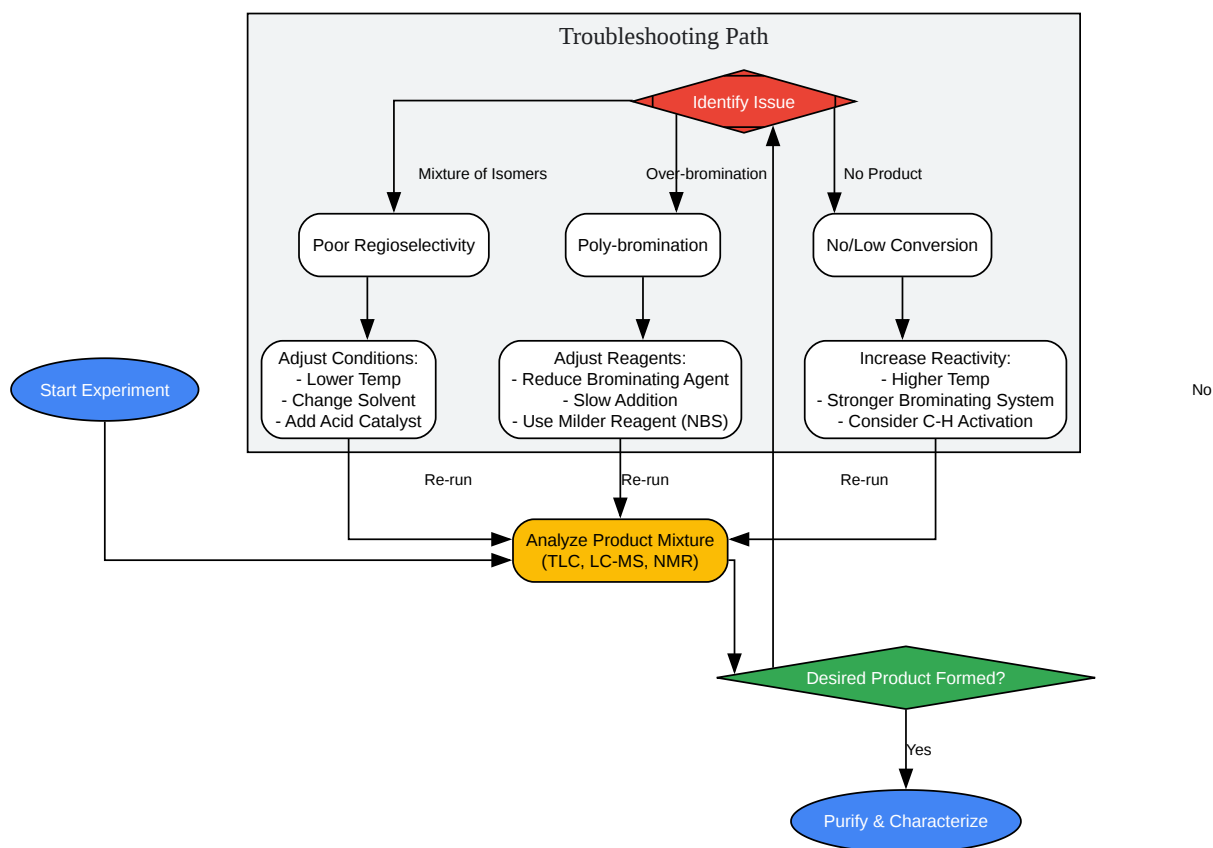 Troubleshooting Path
Identify Issue
Mixture of Isomers
Over-bromination
No Product
Poor Regioselectivity
Poly-bromination
No/Low Conversion
Adjust Conditions:
- Lower Temp
- Change Solvent
- Add Acid Catalyst
Adjust Reagents:
- Reduce Brominating Agent
- Slow Addition
- Use Milder Reagent (NBS)
Increase Reactivity:
- Higher Temp
- Stronger Brominating System
- Consider C-H Activation
Start Experiment
No
Re-run
Re-run
Re-run
Analyze Product Mixture
(TLC, LC-MS, NMR)
Desired Product Formed?
Yes
Purify & Characterize